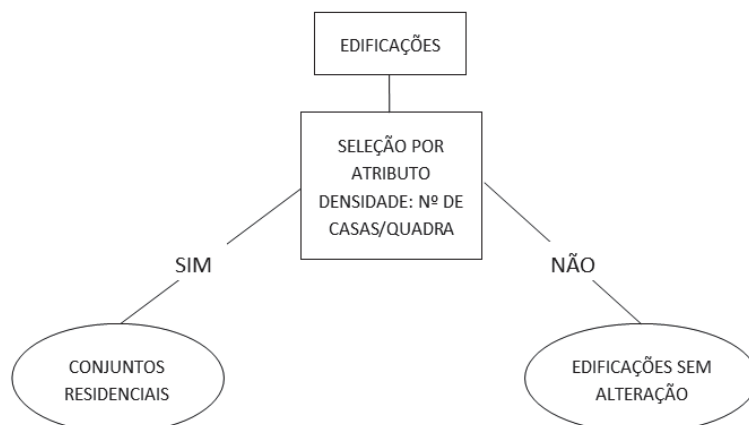 EDIFICAÇÕES
SELEÇÃO POR
ATRIBUTO
DENSIDADE: Nº DE
CASAS/QUADRA
SIM
NÃO
CONJUNTOS
RESIDENCIAIS
EDIFICAÇÕES SEM
ALTERAÇÃO